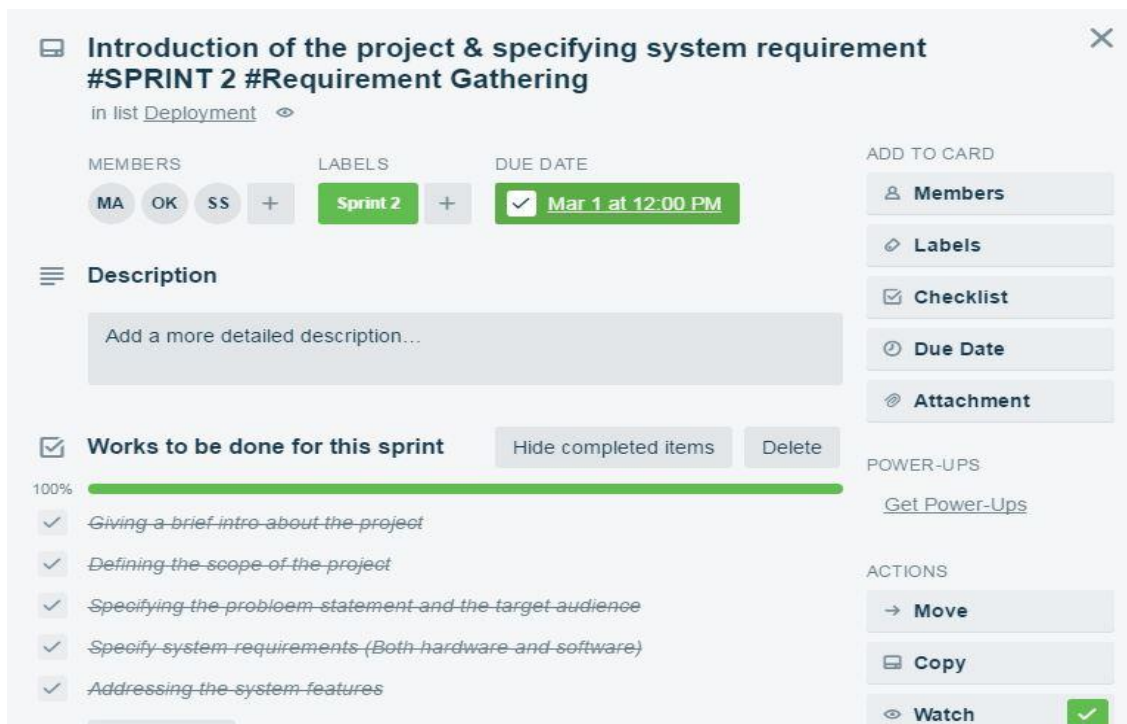 Introduction of the project & specifying system requirement
#SPRINT 2 #Requirement Gathering
in list Deployment
MEMBERS
LABELS
DUE DATE
MA
OK
SS
+
Sprint 2
+
Mar 1 at 12:00 PM
Description
Add a more detailed description...
Works to be done for this sprint
Hide completed items
Delete
100%
Giving a brief intro about the project
Defining the scope of the project
Specifying the probloem statement and the target audience
Specify system requirements (Both hardware and software)
Addressing the system features
ADD TO CARD
Members
Labels
Checklist
Due Date
Attachment
POWER-UPS
Get Power-Ups
ACTIONS
Move
Copy
Watch